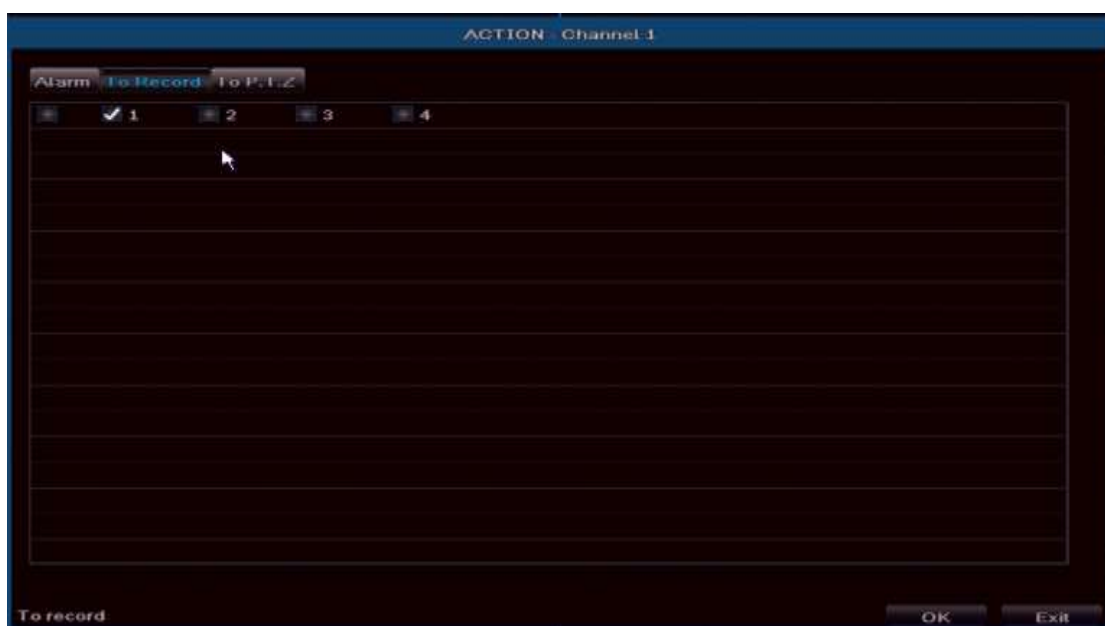 ACTION - Channel 1
Alarm To Record To P.T.Z
1 2 3 4
To record
OK Exit